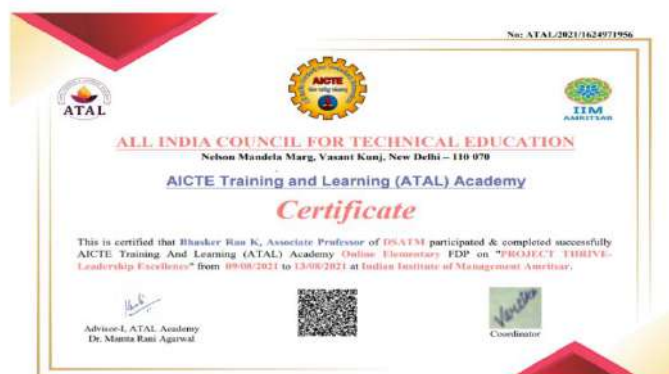 No: ATAL/2021/1624971956
ATAL
AICTE
IIM
AMRITSAR
ALL INDIA COUNCIL FOR TECHNICAL EDUCATION
Nelson Mandela Marg, Vasant Kunj, New Delhi – 110 070
AICTE Training and Learning (ATAL) Academy
Certificate
This is certified that Bhasker Rao K, Associate Professor of DSATM participated & completed successfully
AICTE Training And Learning (ATAL) Academy Online Elementary FDP on "PROJECT THRIVE-
Leadership Excellence" from 09/08/2021 to 13/08/2021 at Indian Institute of Management Amritsar.
Advisor-I, ATAL Academy
Dr. Mamta Rani Agarwal
Coordinator